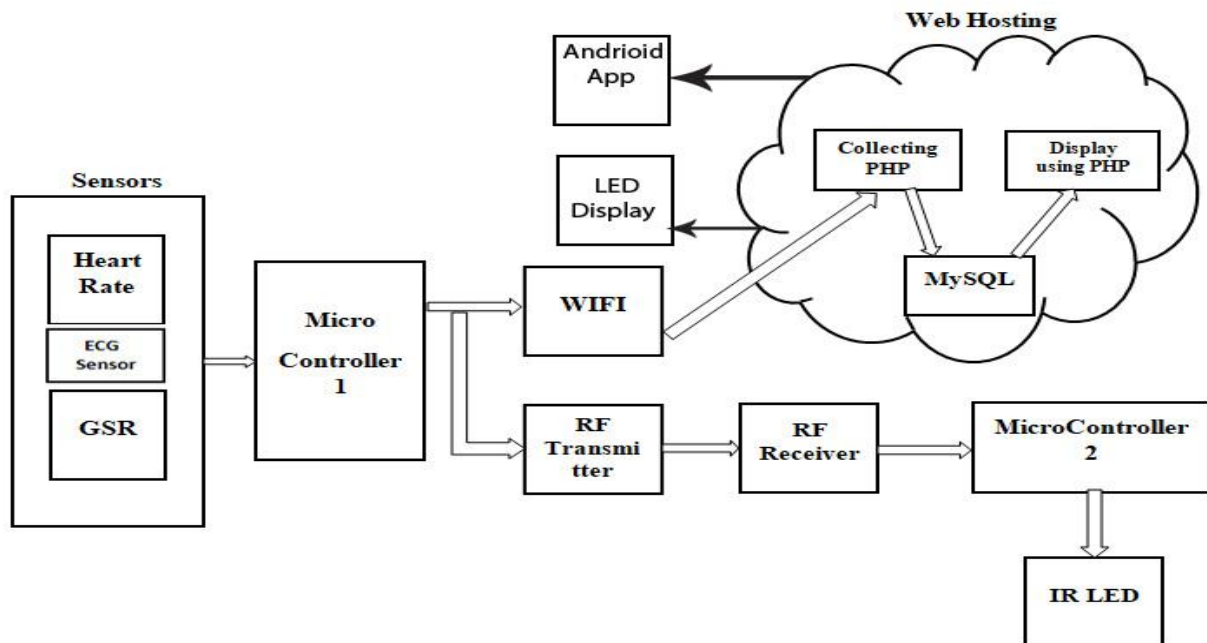 Web Hosting
Andrioid
App
Collecting
PHP
Display
using PHP
LED
Display
MySQL
Sensors
Heart
Rate
ECG
Sensor
GSR
Micro
Controller
1
WIFI
RF
Transmi
tter
RF
Receiver
MicroController
2
IR LED